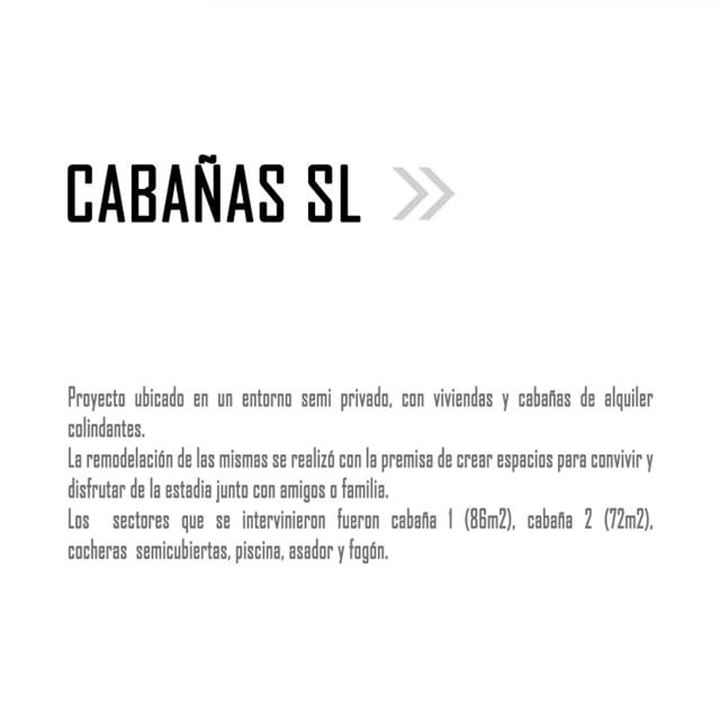 CABAÑAS SL
Proyecto ubicado en un entorno semi privado, con viviendas y cabañas de alquiler
colindantes.
La remodelación de las mismas se realizó con la premisa de crear espacios para convivir y
disfrutar de la estadia junto con amigos o familia.
Los sectores que se intervinieron fueron cabaña 1 (86m2), cabaña 2 (72m2),
cocheras semicubiertas, piscina, asador y fogón.